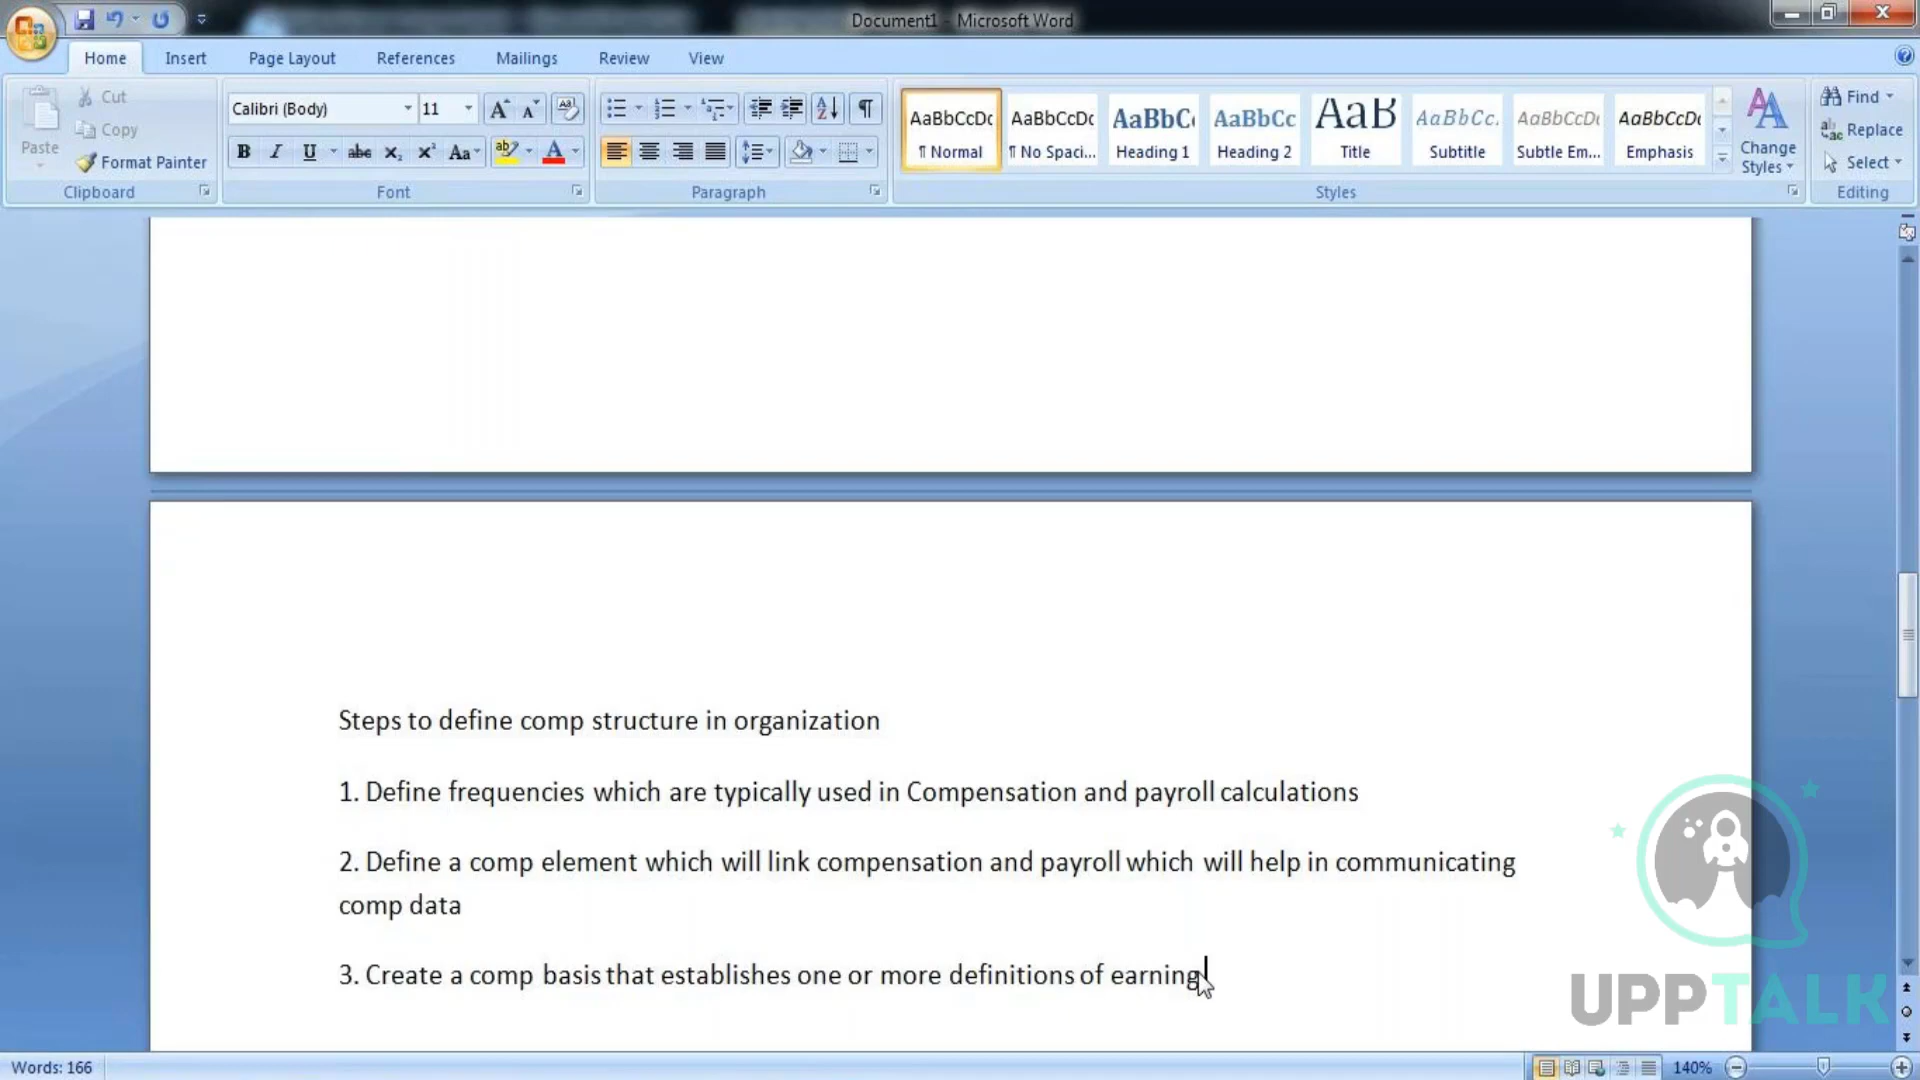 Document1 - Microsoft Word
Home Insert Page Layout References Mailings Review View
Paste
Cut
Copy
Format Painter
Clipboard
Calibri (Body) 11
Font
Paragraph
AaBbCcDc AaBbCcDc AaBbC AaBbCc AaB AaBbCc. AaBbCcDc AaBbCcDc
¶ Normal ¶ No Spaci... Heading 1 Heading 2 Title Subtitle Subtle Em... Emphasis
Change
Styles
Styles
Find
Replace
Select
Editing
Steps to define comp structure in organization
1. Define frequencies which are typically used in Compensation and payroll calculations
2. Define a comp element which will link compensation and payroll which will help in communicating
comp data
3. Create a comp basis that establishes one or more definitions of earning
UPPTALK
Words: 166
140%